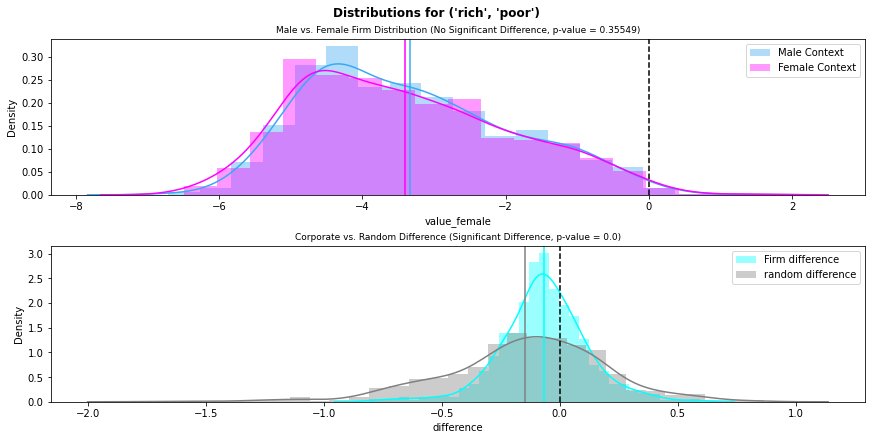 Distributions for ('rich', 'poor')
Male vs. Female Firm Distribution (No Significant Difference, p-value = 0.35549)
Density
0.30
0.25
0.20
0.15
0.10
0.05
0.00
Male Context
Female Context
−8 −6 −4 −2 0 2
value_female
Corporate vs. Random Difference (Significant Difference, p-value = 0.0)
Density
3.0
2.5
2.0
1.5
1.0
0.5
0.0
Firm difference
random difference
−2.0 −1.5 −1.0 −0.5 0.0 0.5 1.0
difference